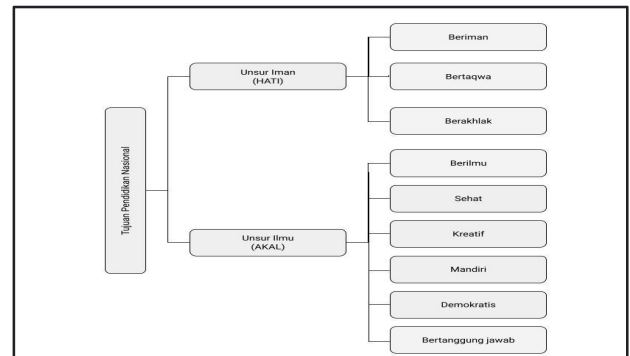 Tujuan Pendidikan Nasional
Unsur Iman
(HATI)
Beriman
Bertaqwa
Berakhlak
Unsur Ilmu
(AKAL)
Berilmu
Sehat
Kreatif
Mandiri
Demokratis
Bertanggung jawab